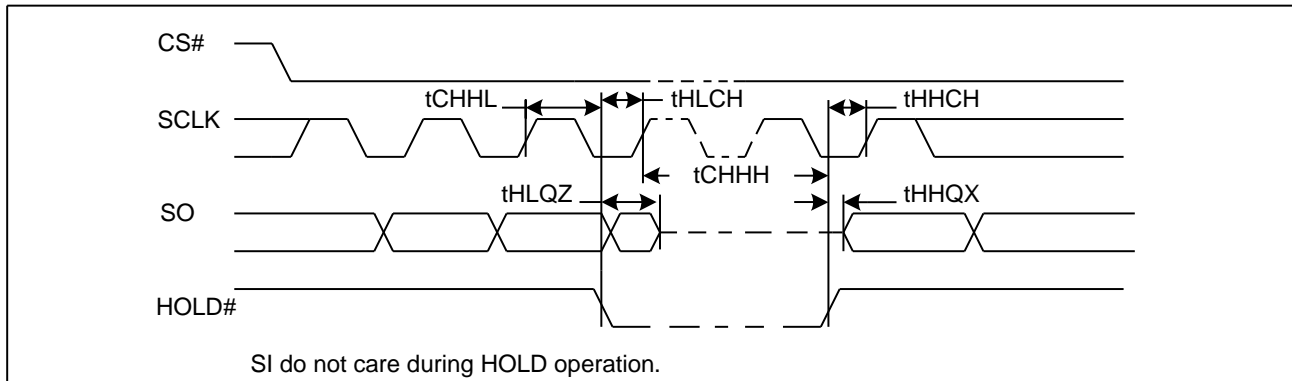 CS#
tCHHL
tHLCH
tHHCH
SCLK
tCHHH
tHLQZ
tHHQX
SO
HOLD#
SI do not care during HOLD operation.